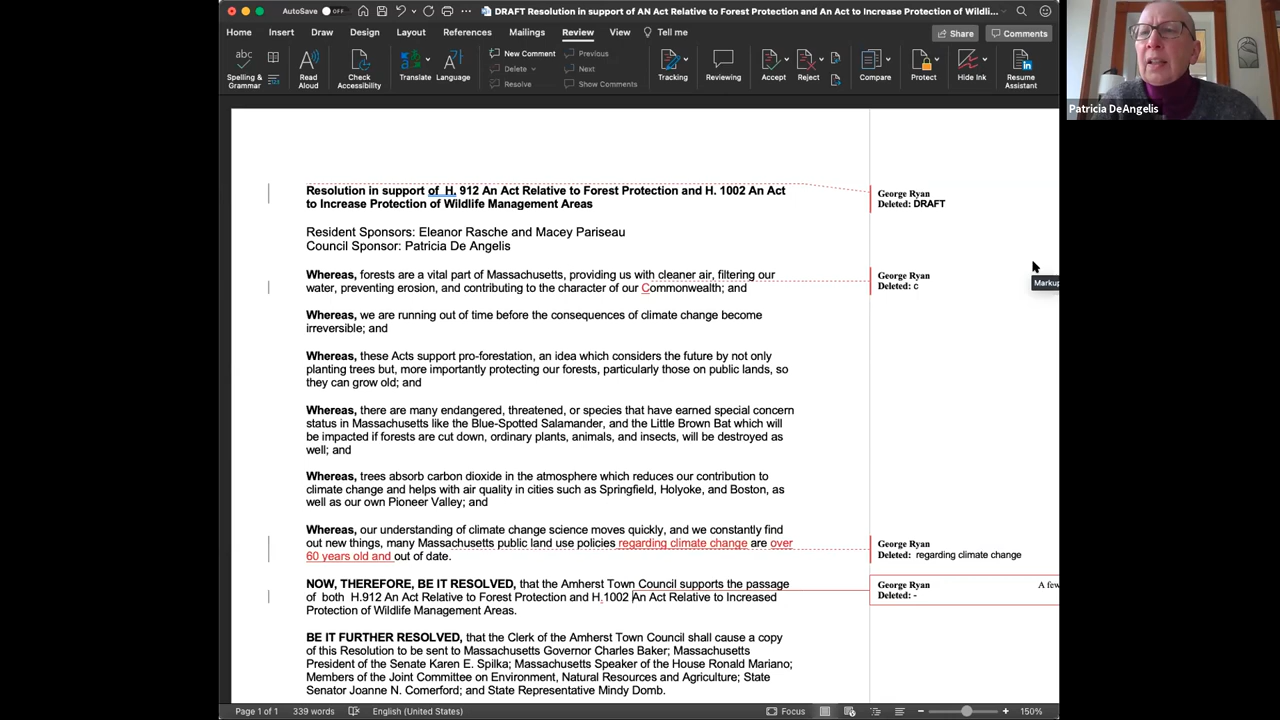 AutoSave OFF
DRAFT Resolution in support of AN Act Relative to Forest Protection and An Act to Increase Protection of Wildli...
Home Insert Draw Design Layout References Mailings Review View Tell me
Share Comments
Spelling & Grammar
Read Aloud
Check Accessibility
Translate
Language
New Comment
Delete
Resolve
Previous
Next
Show Comments
Tracking
Reviewing
Accept
Reject
Compare
Protect
Hide Ink
Resume Assistant
Patricia DeAngelis
Resolution in support of H. 912 An Act Relative to Forest Protection and H. 1002 An Act
to Increase Protection of Wildlife Management Areas
Resident Sponsors: Eleanor Rasche and Macey Pariseau
Council Sponsor: Patricia De Angelis
Whereas, forests are a vital part of Massachusetts, providing us with cleaner air, filtering our
water, preventing erosion, and contributing to the character of our Commonwealth; and
Whereas, we are running out of time before the consequences of climate change become
irreversible; and
Whereas, these Acts support pro-forestation, an idea which considers the future by not only
planting trees but, more importantly protecting our forests, particularly those on public lands, so
they can grow old; and
Whereas, there are many endangered, threatened, or species that have earned special concern
status in Massachusetts like the Blue-Spotted Salamander, and the Little Brown Bat which will
be impacted if forests are cut down, ordinary plants, animals, and insects, will be destroyed as
well; and
Whereas, trees absorb carbon dioxide in the atmosphere which reduces our contribution to
climate change and helps with air quality in cities such as Springfield, Holyoke, and Boston, as
well as our own Pioneer Valley; and
Whereas, our understanding of climate change science moves quickly, and we constantly find
out new things, many Massachusetts public land use policies regarding climate change are over
60 years old and out of date.
NOW, THEREFORE, BE IT RESOLVED, that the Amherst Town Council supports the passage
of both H.912 An Act Relative to Forest Protection and H.1002 An Act Relative to Increased
Protection of Wildlife Management Areas.
BE IT FURTHER RESOLVED, that the Clerk of the Amherst Town Council shall cause a copy
of this Resolution to be sent to Massachusetts Governor Charles Baker; Massachusetts
President of the Senate Karen E. Spilka; Massachusetts Speaker of the House Ronald Mariano;
Members of the Joint Committee on Environment, Natural Resources and Agriculture; State
Senator Joanne N. Comerford; and State Representative Mindy Domb.
George Ryan
Deleted: DRAFT
George Ryan
Deleted: c
Markup
George Ryan
Deleted: regarding climate change
George Ryan A few
Deleted: -
Page 1 of 1 339 words English (United States) Focus 150%